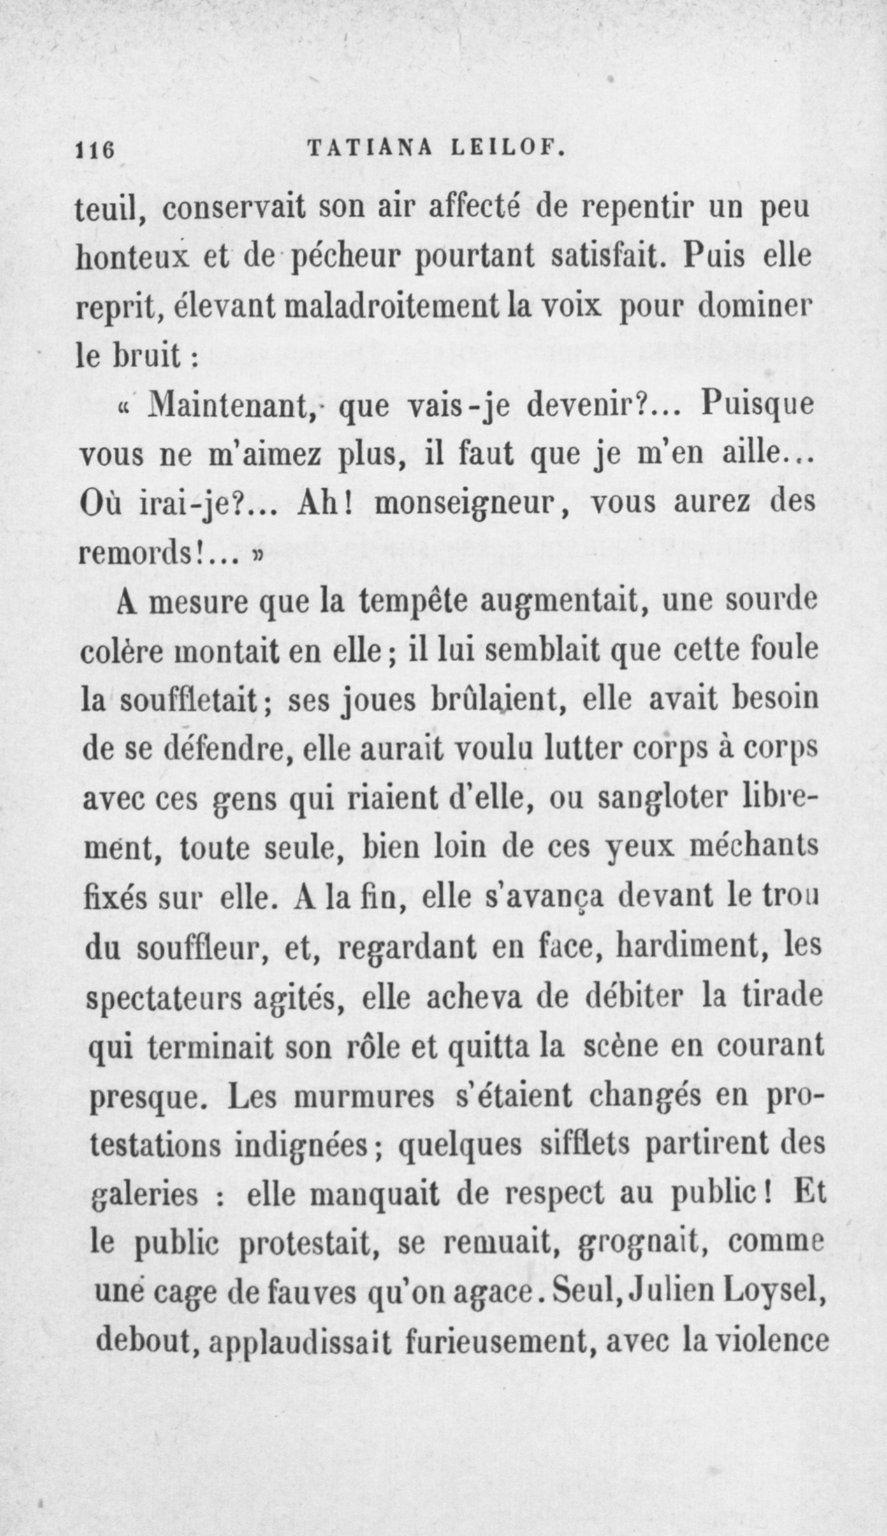 116 TATIANA LEILOF.
teuil, conservait son air affecté de repentir un peu
honteux et de pécheur pourtant satisfait. Puis elle
reprit, élevant maladroitement la voix pour dominer
le bruit :
« Maintenant, que vais-je devenir?... Puisque
vous ne m'aimez plus, il faut que je m'en aille...
Où irai-je?... Ah! monseigneur, vous aurez des
remords!... »
A mesure que la tempête augmentait, une sourde
colère montait en elle; il lui semblait que cette foule
la souffletait; ses joues brûlaient, elle avait besoin
de se défendre, elle aurait voulu lutter corps à corps
avec ces gens qui riaient d'elle, ou sangloter libre-
ment, toute seule, bien loin de ces yeux méchants
fixés sur elle. A la fin, elle s'avança devant le trou
du souffleur, et, regardant en face, hardiment, les
spectateurs agités, elle acheva de débiter la tirade
qui terminait son rôle et quitta la scène en courant
presque. Les murmures s'étaient changés en pro-
testations indignées; quelques sifflets partirent des
galeries : elle manquait de respect au public! Et
le public protestait, se remuait, grognait, comme
une cage de fauves qu'on agace. Seul, Julien Loysel,
debout, applaudissait furieusement, avec la violence